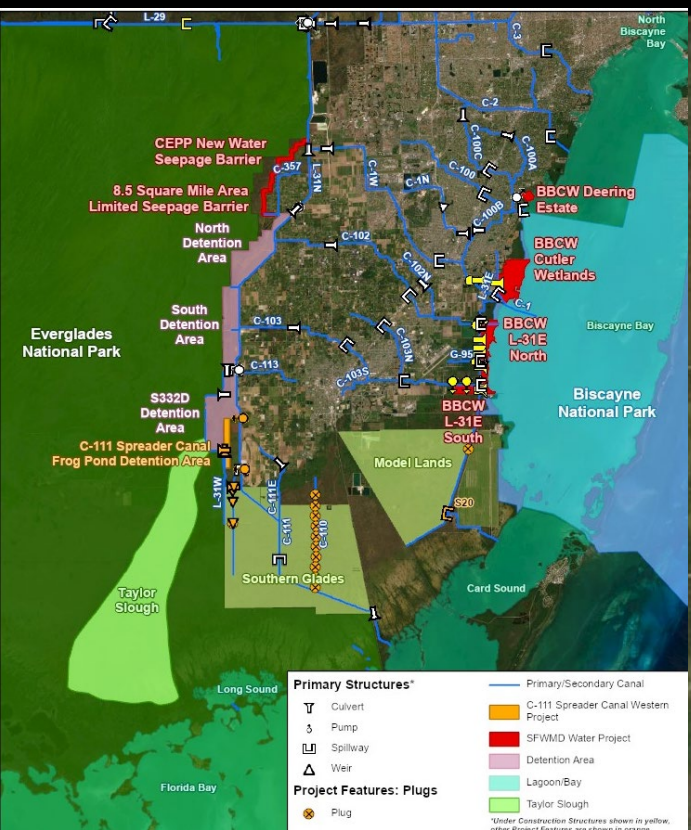 L-29
North
Biscayne
Bay
C-3
C-2
C-100C
C-100A
CEPP New Water
Seepage Barrier
C-357
L-31N
C-1W
C-100
C-1N
8.5 Square Mile Area
Limited Seepage Barrier
BBCW Deering
Estate
C-100B
North
Detention
Area
C-102
BBCW
Cutler
Wetlands
C-102N
L-31E
C-1
South
Detention
Area
C-103
BBCW
L-31E
North
Biscayne Bay
Everglades
National Park
C-103N
G-95
C-113
C-103S
S332D
Detention
Area
BBCW
L-31E
South
Biscayne
National Park
C-111 Spreader Canal
Frog Pond Detention Area
Model Lands
L-31W
C-111E
S20
C-111
C-110
Southern Glades
Taylor
Slough
Card Sound
Long Sound
Florida Bay
Primary Structures*
Culvert
Pump
Spillway
Weir
Project Features: Plugs
Plug
Primary/Secondary Canal
C-111 Spreader Canal Western
Project
SFWMD Water Project
Detention Area
Lagoon/Bay
Taylor Slough
*Under Construction Structures shown in yellow,
other Project Features are shown in orange